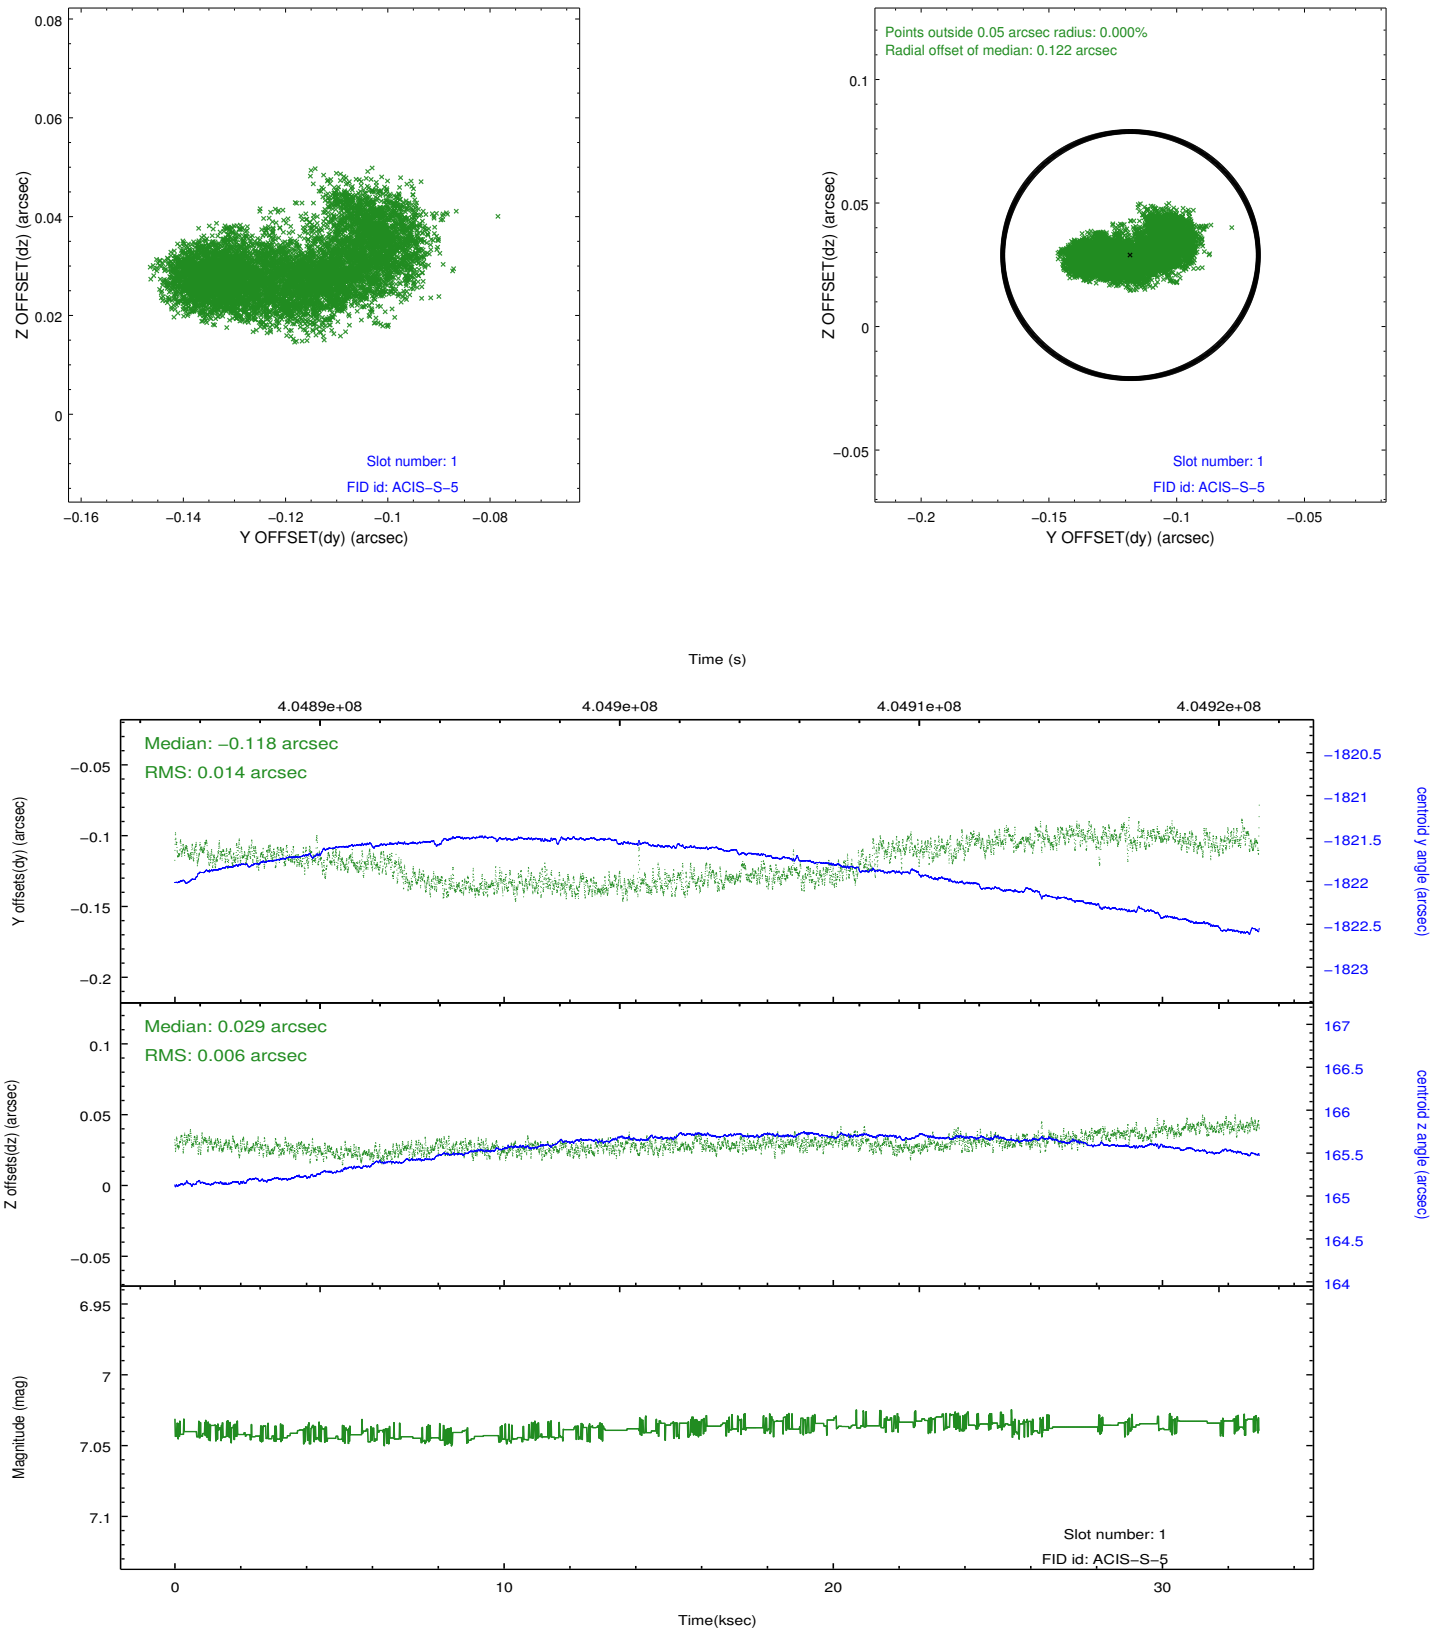 0.08
0.06
0.04
0.02
0
Z OFFSET(dz) (arcsec)
Slot number: 1
FID id: ACIS−S−5
−0.16 −0.14 −0.12 −0.1 −0.08
Y OFFSET(dy) (arcsec)
Points outside 0.05 arcsec radius: 0.000%
Radial offset of median: 0.122 arcsec
0.1
0.05
0
−0.05
Z OFFSET(dz) (arcsec)
Slot number: 1
FID id: ACIS−S−5
−0.2 −0.15 −0.1 −0.05
Y OFFSET(dy) (arcsec)
Time (s)
4.0489e+08 4.049e+08 4.0491e+08 4.0492e+08
Median: −0.118 arcsec
RMS: 0.014 arcsec
−0.05
−0.1
−0.15
−0.2
Y offsets(dy) (arcsec)
−1820.5
−1821
−1821.5
−1822
−1822.5
−1823
centroid y angle (arcsec)
Median: 0.029 arcsec
RMS: 0.006 arcsec
0.1
0.05
0
−0.05
Z offsets(dz) (arcsec)
167
166.5
166
165.5
165
164.5
164
centroid z angle (arcsec)
6.95
7
7.05
7.1
Magnitude (mag)
Slot number: 1
FID id: ACIS−S−5
0 10 20 30
Time(ksec)